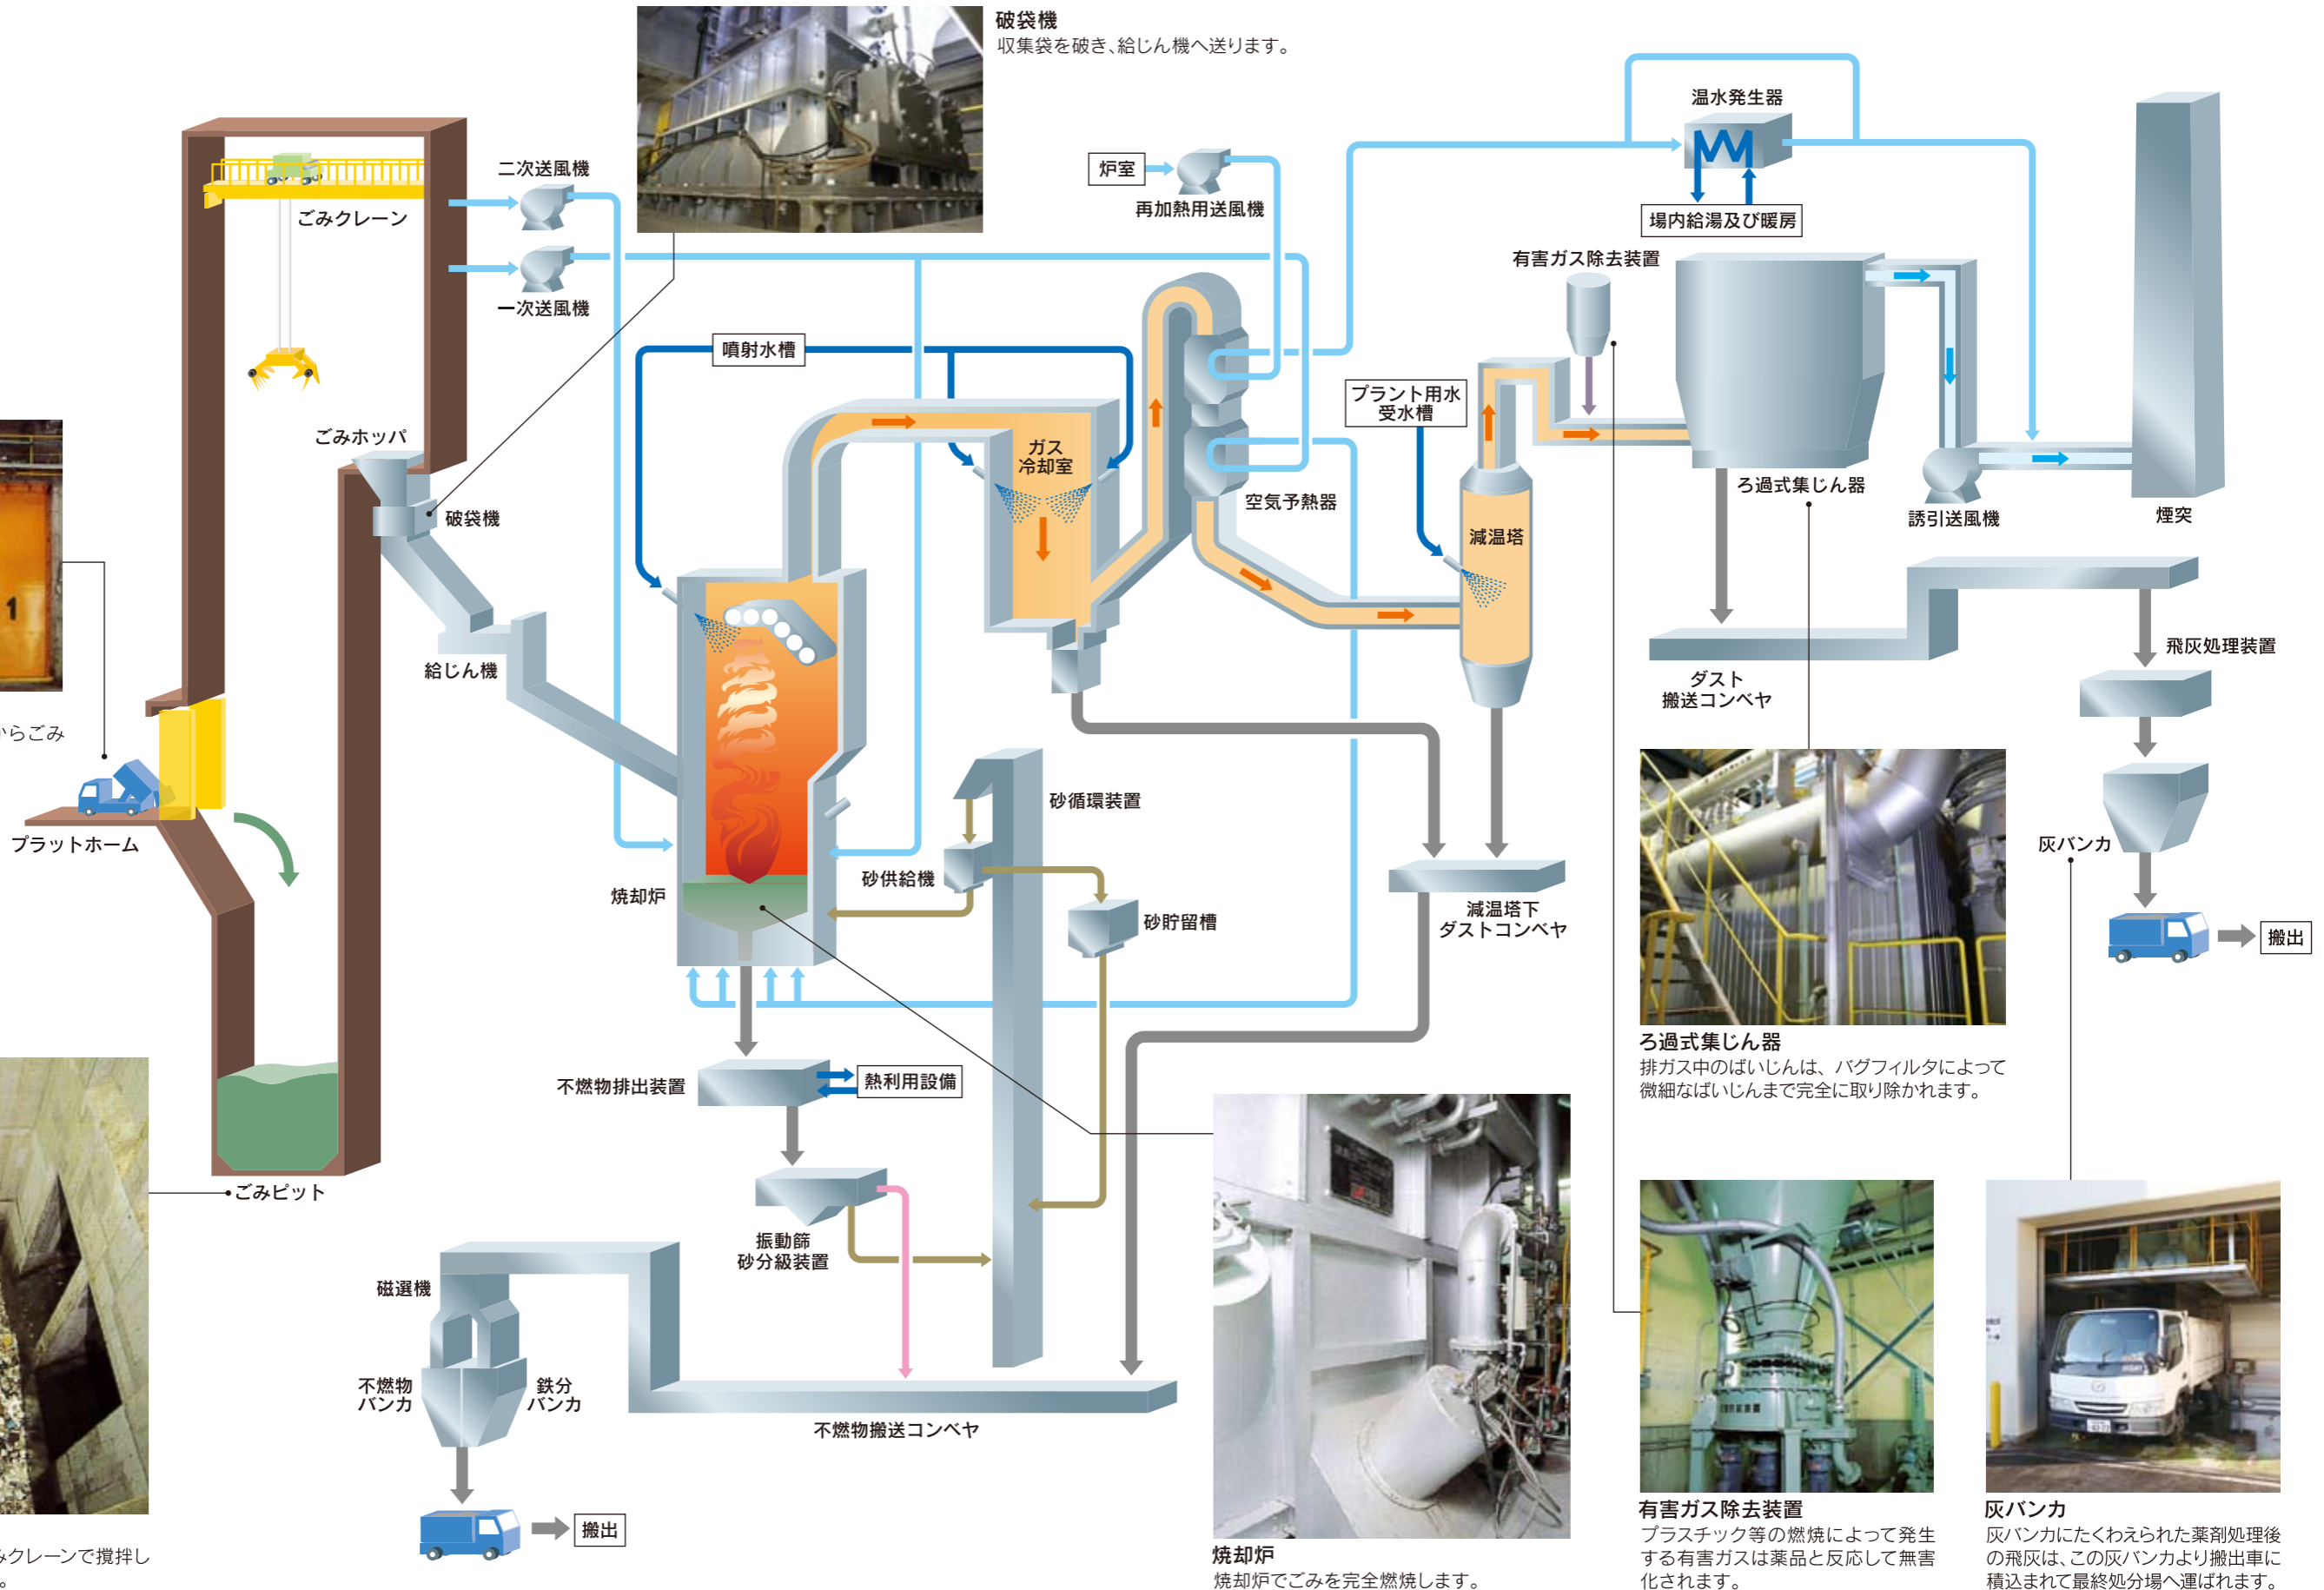 破袋機
収集袋を破き、給じん機へ送ります。
温水発生器
二次送風機
炉室
再加熱用送風機
ごみクレーン
場内給湯及び暖房
有害ガス除去装置
一次送風機
噴射水槽
プラント用水
受水槽
ごみホッパ
ガス
冷却室
ろ過式集じん器
空気予熱器
破袋機
誘引送風機
煙突
減温塔
1
給じん機
飛灰処理装置
ダスト
搬送コンベヤ
からごみ
砂循環装置
プラットホーム
灰バンカ
砂供給機
焼却炉
砂貯留槽
減温塔下
ダストコンベヤ
搬出
ろ過式集じん器
排ガス中のばいじんは、バグフィルタによって
微細なばいじんまで完全に取り除かれます。
不燃物排出装置
熱利用設備
ごみピット
振動篩
砂分級装置
磁選機
不燃物
バンカ
鉄分
バンカ
不燃物搬送コンベヤ
搬出
みクレーンで撹拌し
。
焼却炉
焼却炉でごみを完全燃焼します。
有害ガス除去装置
プラスチック等の燃焼によって発生
する有害ガスは薬品と反応して無害
化されます。
灰バンカ
灰バンカにたくわえられた薬剤処理後
の飛灰は、この灰バンカより搬出車に
積込まれて最終処分場へ運ばれます。